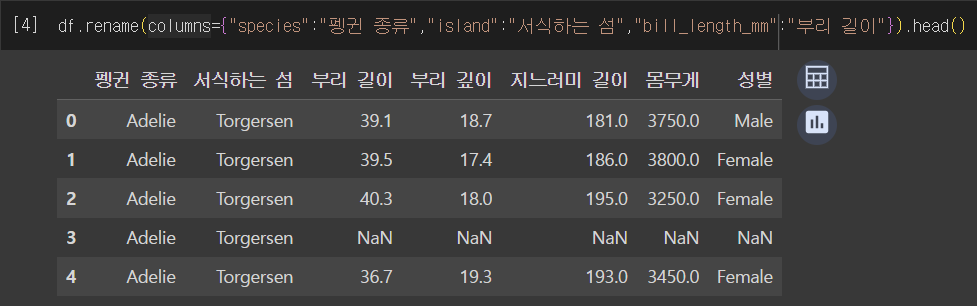 [4] df.rename(columns={"species":"펭귄 종류","island":"서식하는 섬","bill_length_mm":"부리 길이"}).head()
펭귄 종류 서식하는 섬 부리 길이 부리 깊이 지느러미 길이 몸무게 성별
0 Adelie Torgersen 39.1 18.7 181.0 3750.0 Male
1 Adelie Torgersen 39.5 17.4 186.0 3800.0 Female
2 Adelie Torgersen 40.3 18.0 195.0 3250.0 Female
3 Adelie Torgersen NaN NaN NaN NaN NaN
4 Adelie Torgersen 36.7 19.3 193.0 3450.0 Female